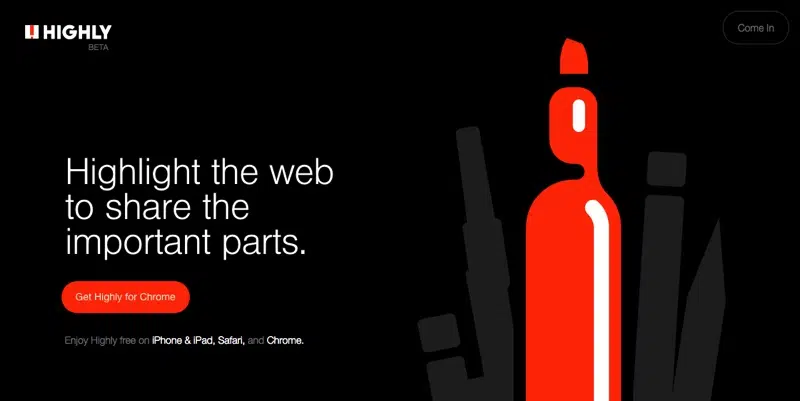 HIGHLY
BETA
Come In
Highlight the web
to share the
important parts.
Get Highly for Chrome
Enjoy Highly free on iPhone & iPad, Safari, and Chrome.